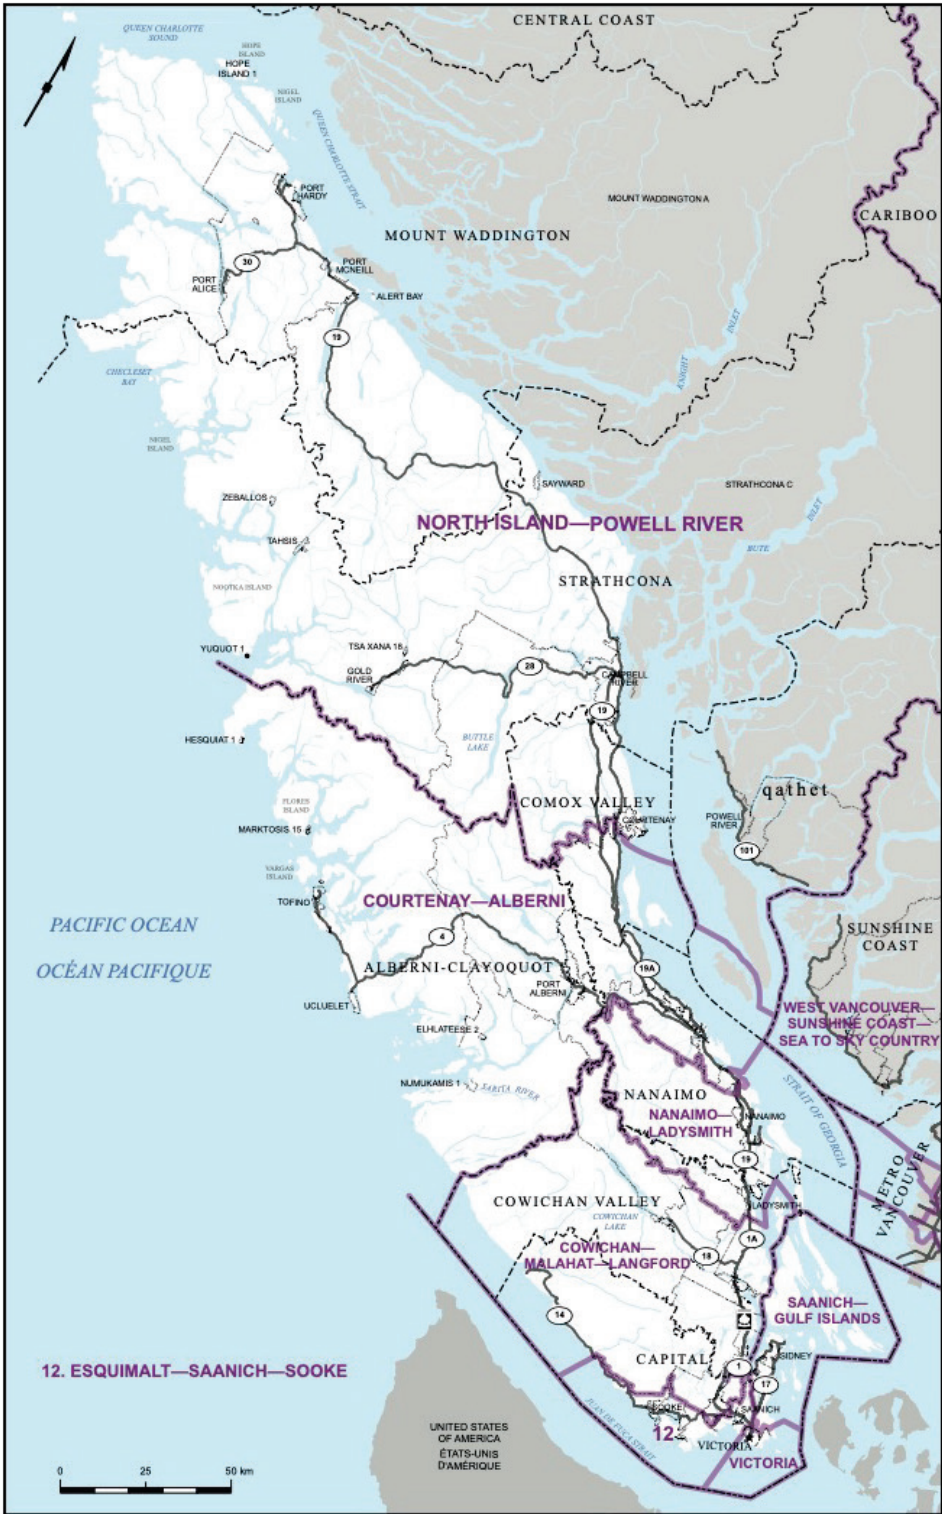 CENTRAL COAST
QUEEN CHARLOTTE
SOUND
HOPE
ISLAND
HOPE
ISLAND 1
NIGEL
ISLAND
QUEEN CHARLOTTE STRAIT
PORT
HARDY
MOUNT WADDINGTON A
CARIBOO
MOUNT WADDINGTON
30
PORT
MCNEILL
PORT
ALICE
ALERT BAY
19
KNIGHT
INLET
CHECLESET
BAY
NIGEL
ISLAND
SAYWARD
STRATHCONA C
ZEBALLOS
NORTH ISLAND—POWELL RIVER
BUTE
INLET
TAHSIS
STRATHCONA
NOOTKA ISLAND
YUQUOT 1
TSA XANA 18
GOLD
RIVER
28
CAMPBELL
RIVER
19
HESQUIAT 1
BUTTLE
LAKE
qathet
FLORES
ISLAND
COMOX VALLEY
COURTENAY
POWELL
RIVER
MARKTOSIS 15
101
VARGAS
ISLAND
TOFINO
COURTENAY—ALBERNI
PACIFIC OCEAN
OCÉAN PACIFIQUE
4
SUNSHINE
COAST
ALBERNI-CLAYOQUOT
19A
PORT
ALBERNI
UCLUELET
WEST VANCOUVER—
SUNSHINE COAST—
SEA TO SKY COUNTRY
ELHLATEESE 2
NUMUKAMIS 1
SARITA RIVER
STRAIT OF GEORGIA
NANAIMO
NANAIMO—
LADYSMITH
NANAIMO
19
METRO
VANCOUVER
COWICHAN VALLEY
LADYSMITH
COWICHAN
LAKE
1A
COWICHAN—
MALAHAT—LANGFORD
18
SAANICH—
GULF ISLANDS
14
CAPITAL
SIDNEY
1
17
12. ESQUIMALT—SAANICH—SOOKE
SOOKE
SAANICH
JUAN DE FUCA STRAIT
12
VICTORIA
VICTORIA
UNITED STATES
OF AMERICA
ÉTATS-UNIS
D'AMÉRIQUE
0 25 50 km